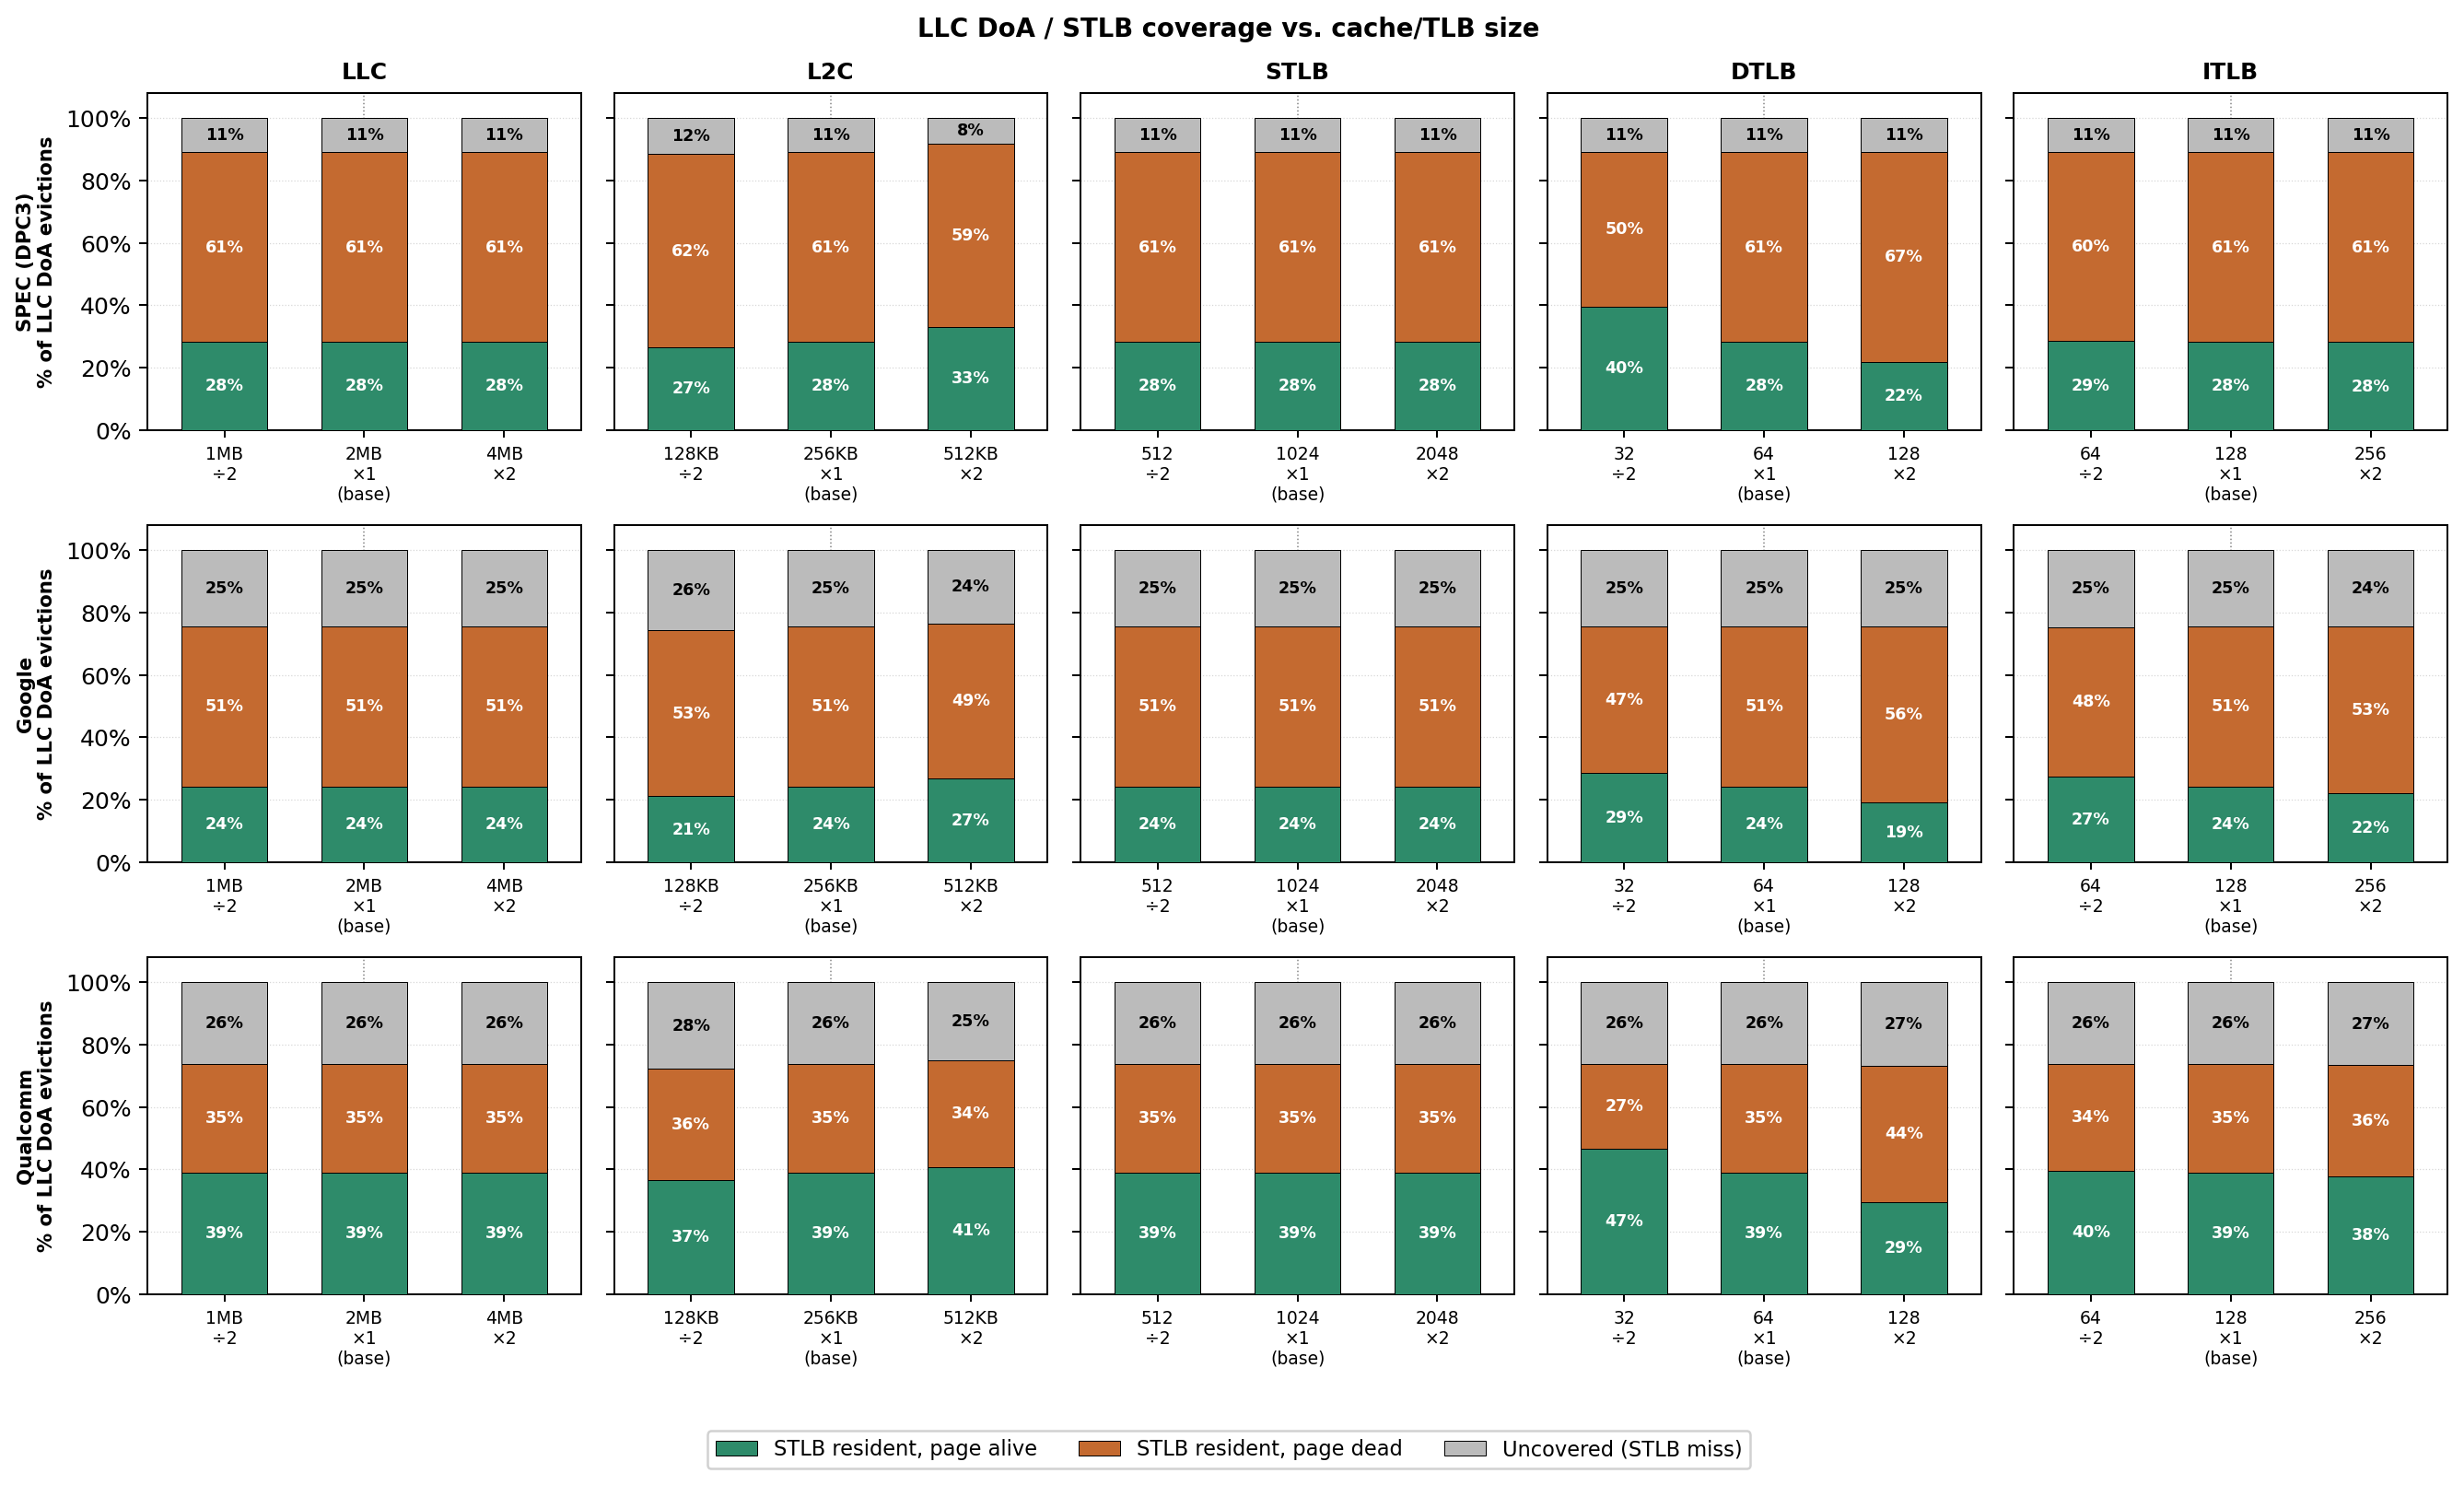 LLC DoA / STLB coverage vs. cache/TLB size
LLC L2C STLB DTLB ITLB
SPEC (DPC3)
% of LLC DoA evictions
100%
80%
60%
40%
20%
0%
11% 11% 11% 12% 11% 8% 11% 11% 11% 11% 11% 11% 11% 11% 11%
61% 61% 61% 62% 61% 59% 61% 61% 61% 50% 61% 67% 60% 61% 61%
28% 28% 28% 27% 28% 33% 28% 28% 28% 40% 28% 22% 29% 28% 28%
1MB 2MB 4MB 128KB 256KB 512KB 512 1024 2048 32 64 128 64 128 256
÷2 ×1 ×2 ÷2 ×1 ×2 ÷2 ×1 ×2 ÷2 ×1 ×2 ÷2 ×1 ×2
(base) (base) (base) (base) (base)
Google
% of LLC DoA evictions
100%
80%
60%
40%
20%
0%
25% 25% 25% 26% 25% 24% 25% 25% 25% 25% 25% 25% 25% 25% 24%
51% 51% 51% 53% 51% 49% 51% 51% 51% 47% 51% 56% 48% 51% 53%
24% 24% 24% 21% 24% 27% 24% 24% 24% 29% 24% 19% 27% 24% 22%
1MB 2MB 4MB 128KB 256KB 512KB 512 1024 2048 32 64 128 64 128 256
÷2 ×1 ×2 ÷2 ×1 ×2 ÷2 ×1 ×2 ÷2 ×1 ×2 ÷2 ×1 ×2
(base) (base) (base) (base) (base)
Qualcomm
% of LLC DoA evictions
100%
80%
60%
40%
20%
0%
26% 26% 26% 28% 26% 25% 26% 26% 26% 26% 26% 27% 26% 26% 27%
35% 35% 35% 36% 35% 34% 35% 35% 35% 27% 35% 44% 34% 35% 36%
39% 39% 39% 37% 39% 41% 39% 39% 39% 47% 39% 29% 40% 39% 38%
1MB 2MB 4MB 128KB 256KB 512KB 512 1024 2048 32 64 128 64 128 256
÷2 ×1 ×2 ÷2 ×1 ×2 ÷2 ×1 ×2 ÷2 ×1 ×2 ÷2 ×1 ×2
(base) (base) (base) (base) (base)
STLB resident, page alive STLB resident, page dead Uncovered (STLB miss)